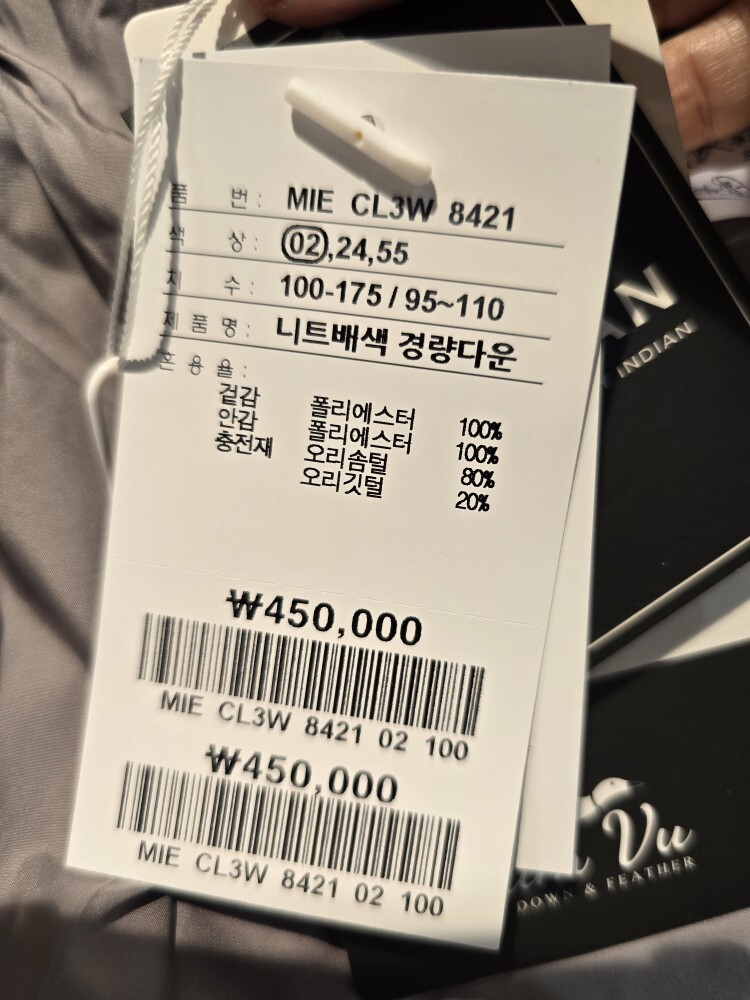 품 번 : MIE CL3W 8421
색 상 : 02,24,55
치 수 : 100-175 / 95~110
제 품 명 : 니트배색 경량다운
혼 용 율 :
겉감 폴리에스터 100%
안감 폴리에스터 100%
충전재 오리솜털 80%
오리깃털 20%
₩450,000
MIE CL3W 8421 02 100
₩450,000
MIE CL3W 8421 02 100
AN
INDIAN
Vu
DOWN & FEATHER